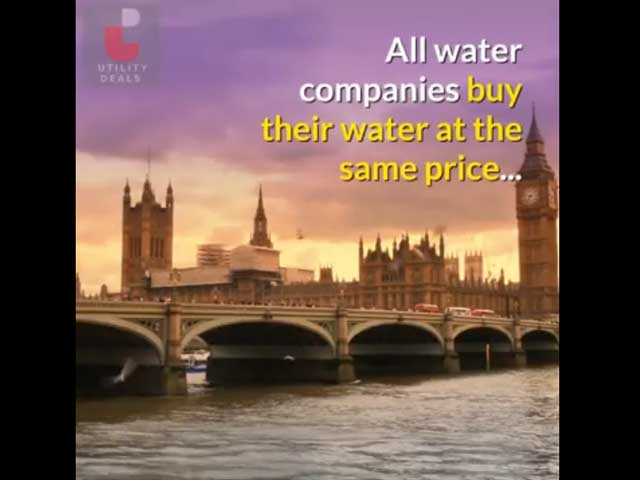 UTILITY
DEALS
All water
companies buy
their water at the
same price...